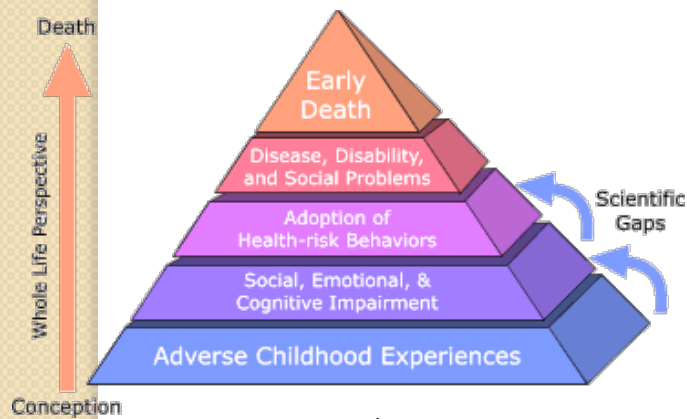 Death
Whole Life Perspective
Conception
Early
Death
Disease, Disability,
and Social Problems
Adoption of
Health-risk Behaviors
Social, Emotional, &
Cognitive Impairment
Adverse Childhood Experiences
Scientific
Gaps